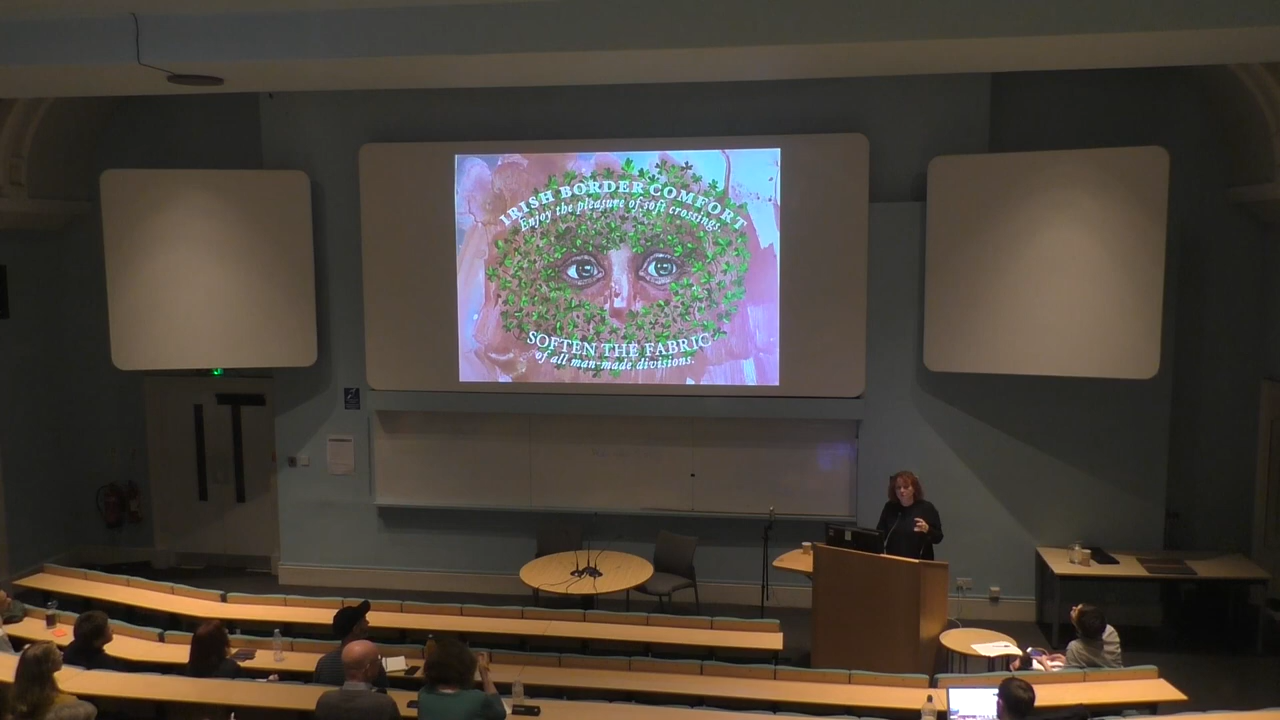 IRISH BORDER COMFORT
Enjoy the pleasure of soft crossings.
SOFTEN THE FABRIC
of all man-made divisions.